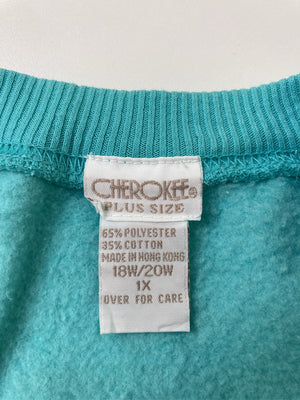 CHEROKEE®
PLUS SIZE
65% POLYESTER
35% COTTON
MADE IN HONG KONG
18W/20W
1X
OVER FOR CARE